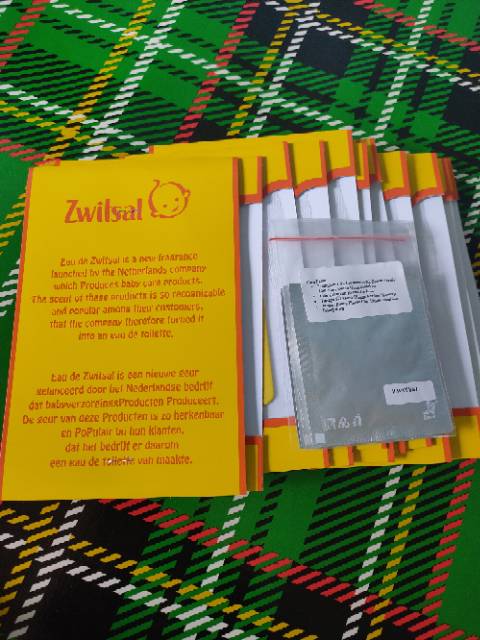 Zwitsal
Eau de Zwitsal is a new fragrance
launched by the Netherlands company
which Produces baby care products.
The scent of these products is so recognizable
and popular among their customers,
that the company therefore turned it
into an eau de toilette.
Eau de Zwitsal is een nieuwe geur
gelanceerd door het Nederlandse bedrijf
dat babyverzorgingsProducten Produceert.
De geur van deze Producten is zo herkenbaar
en PoPulair bij hun klanten,
dat het bedrijf er daarom
een eau de toilette van maakte.